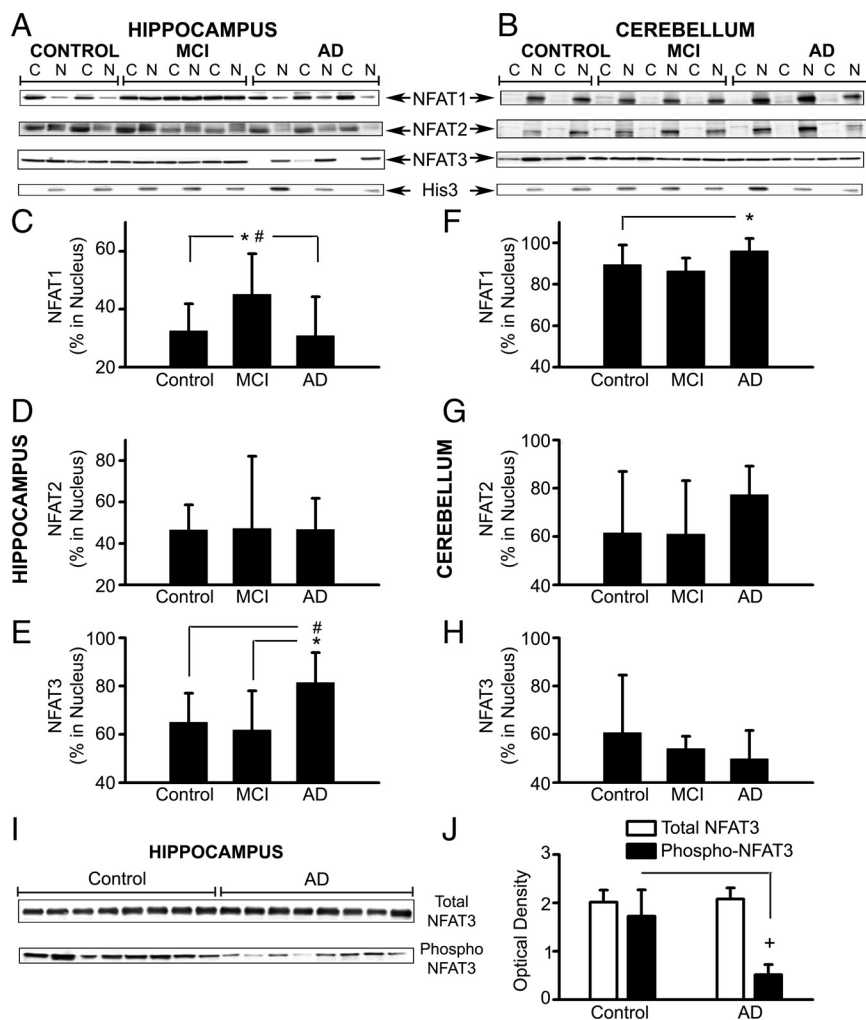 A HIPPOCAMPUS
CONTROL MCI AD
C N C N C N C N C N C N C N C N
B CEREBELLUM
CONTROL MCI AD
C N C N C N C N C N C N C N C N
NFAT1
NFAT2
NFAT3
His3
C
NFAT1
(% in Nucleus)
60
40
20
* #
Control MCI AD
F
NFAT1
(% in Nucleus)
100
80
60
40
*
Control MCI AD
HIPPOCAMPUS
D
NFAT2
(% in Nucleus)
80
60
40
20
Control MCI AD
CEREBELLUM
G
NFAT2
(% in Nucleus)
100
80
60
40
Control MCI AD
E
NFAT3
(% in Nucleus)
100
80
60
40
#
*
Control MCI AD
H
NFAT3
(% in Nucleus)
100
80
60
40
Control MCI AD
I
HIPPOCAMPUS
Control AD
Total
NFAT3
Phospho
NFAT3
J
Total NFAT3
Phospho-NFAT3
Optical Density
3
2
1
0
+
Control AD